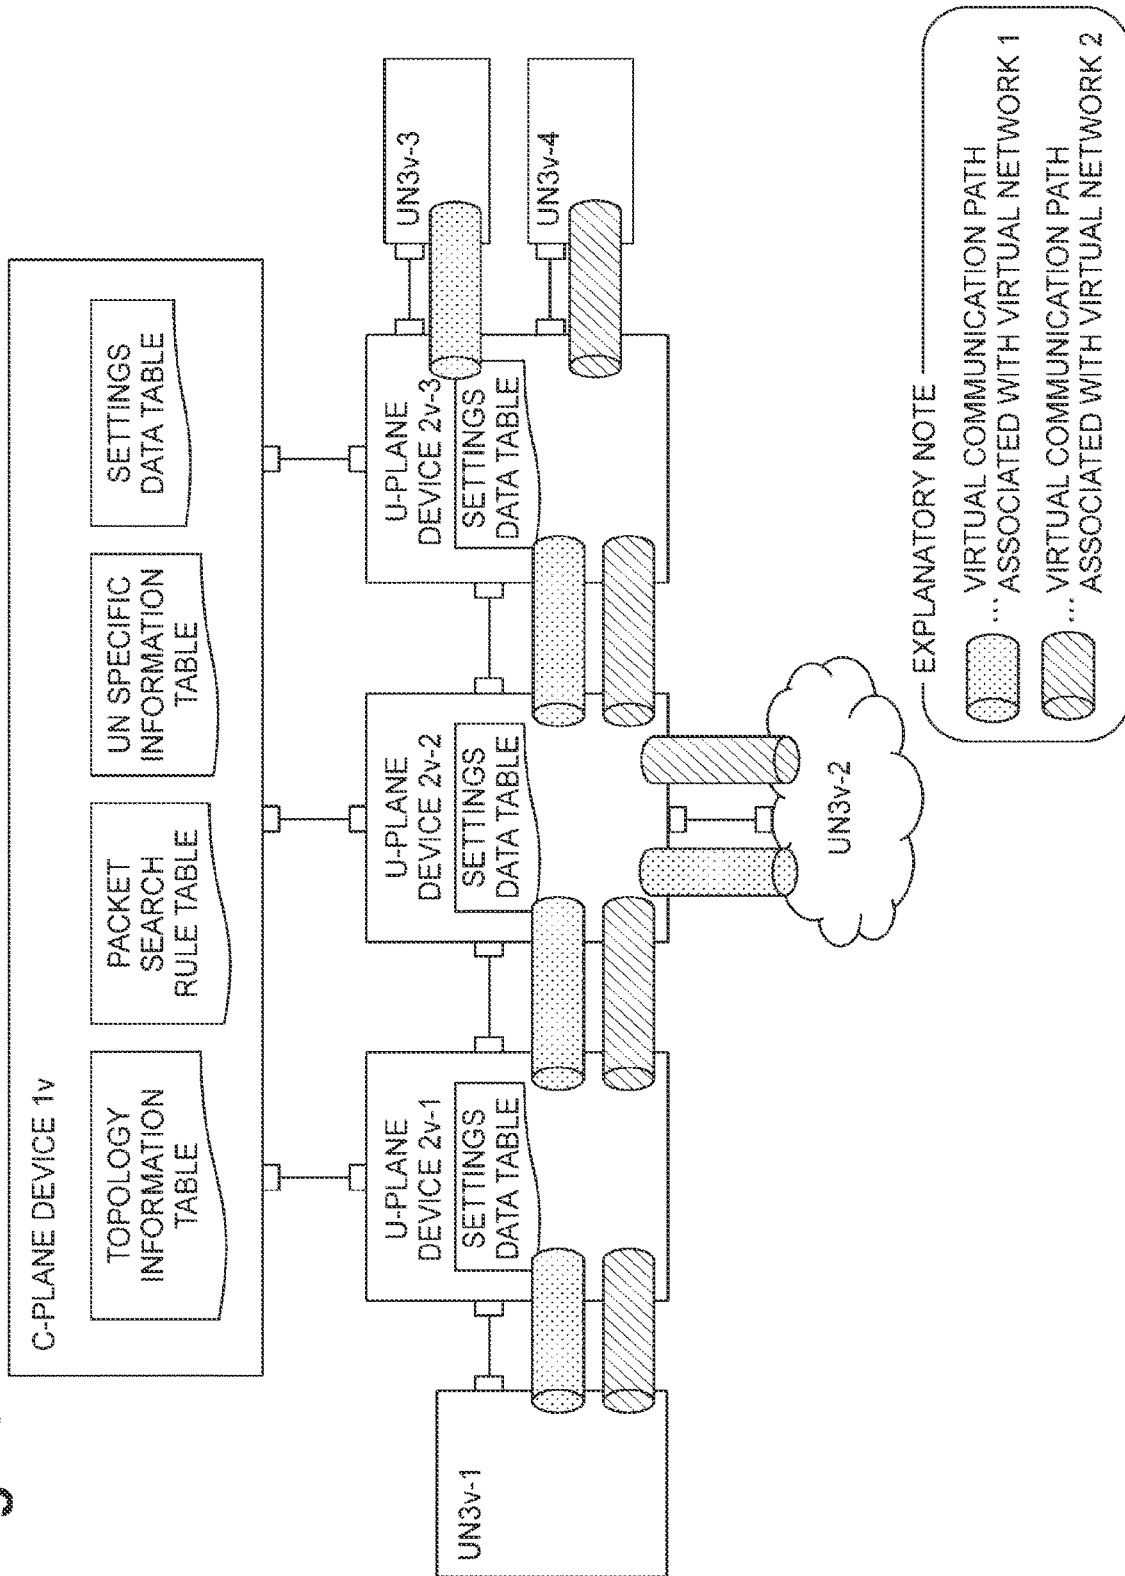 C-PLANE DEVICE 1v
TOPOLOGY
INFORMATION
TABLE
PACKET
SEARCH
RULE TABLE
UN SPECIFIC
INFORMATION
TABLE
SETTINGS
DATA TABLE
U-PLANE
DEVICE 2v-1
SETTINGS
DATA TABLE
U-PLANE
DEVICE 2v-2
SETTINGS
DATA TABLE
U-PLANE
DEVICE 2v-3
SETTINGS
DATA TABLE
UN3v-1
UN3v-2
UN3v-3
UN3v-4
EXPLANATORY NOTE
... VIRTUAL COMMUNICATION PATH
ASSOCIATED WITH VIRTUAL NETWORK 1
... VIRTUAL COMMUNICATION PATH
ASSOCIATED WITH VIRTUAL NETWORK 2